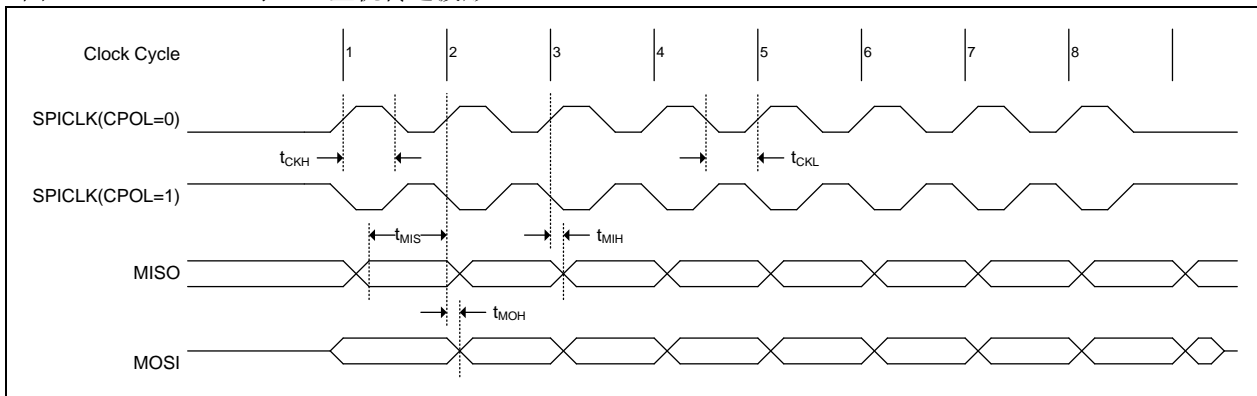 Clock Cycle 1 2 3 4 5 6 7 8
SPICLK(CPOL=0)
tCKH tCKL
SPICLK(CPOL=1)
tMIS tMIH
MISO
tMOH
MOSI